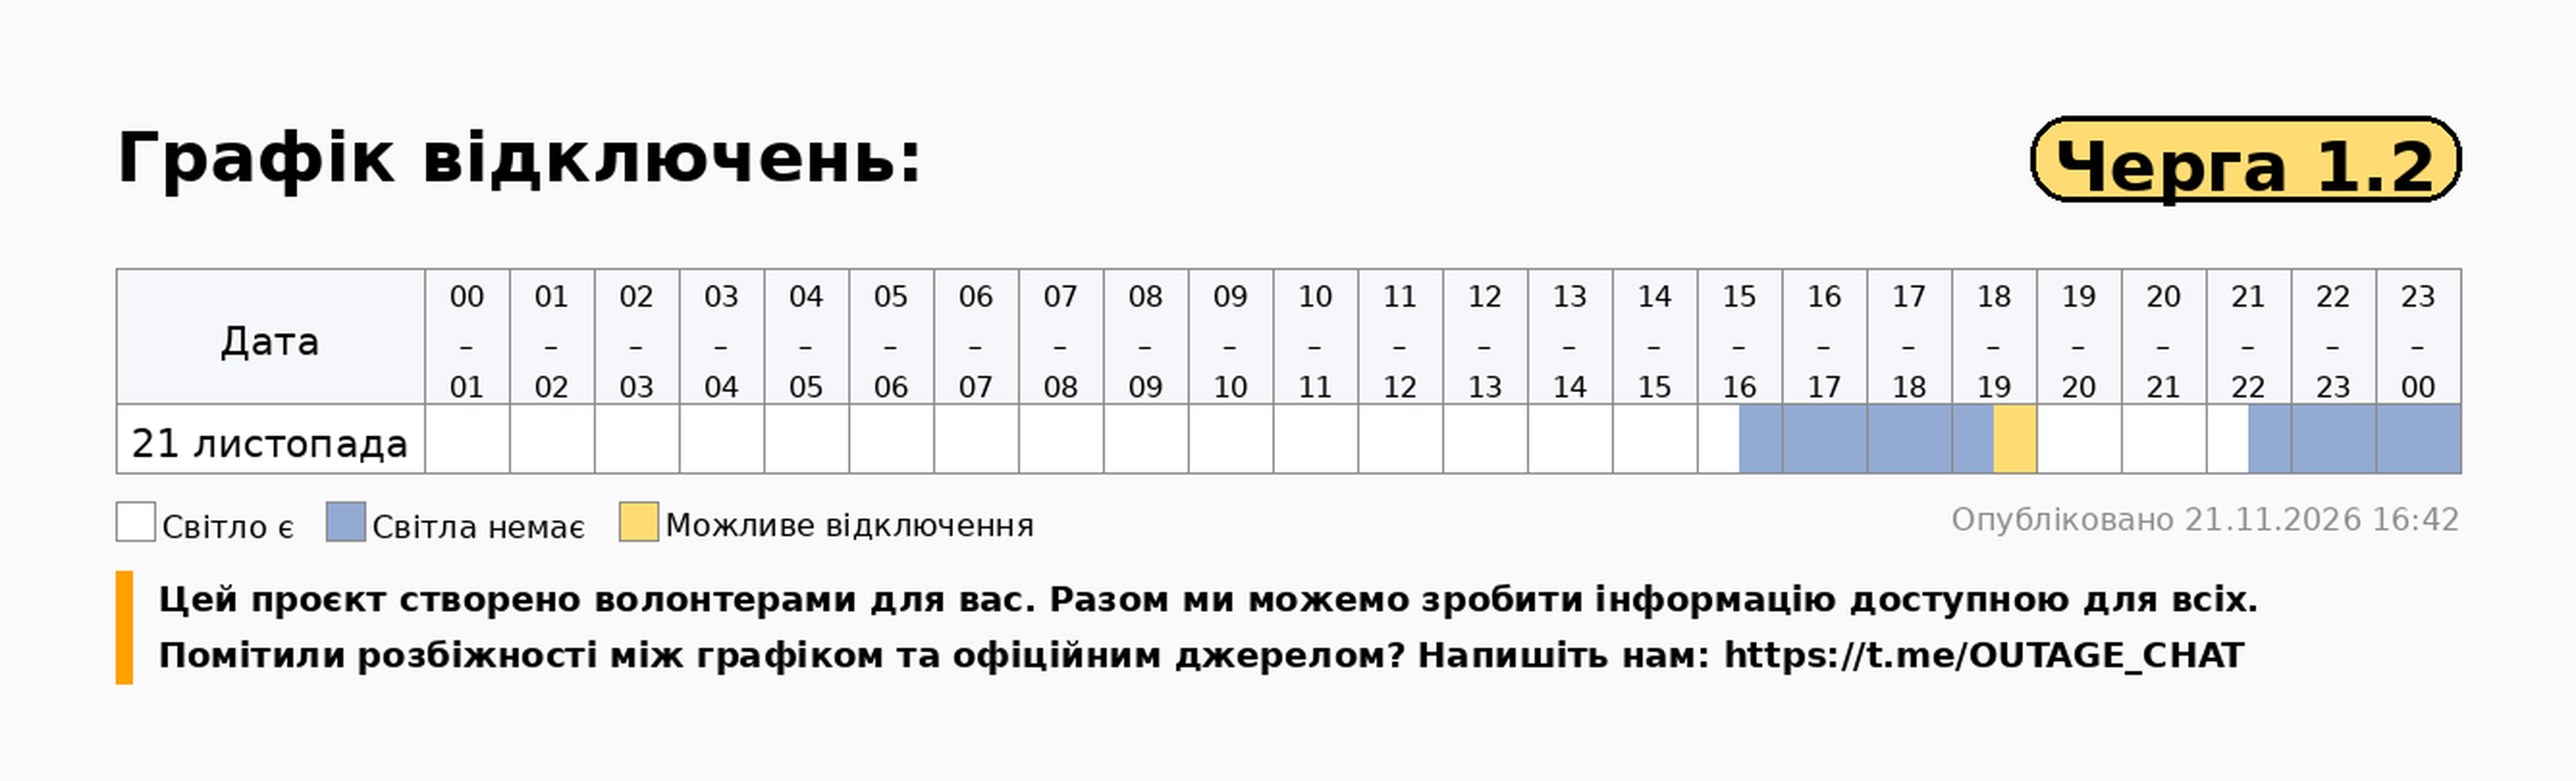 Графік відключень:
Черга 1.2
Дата
00 – 01
01 – 02
02 – 03
03 – 04
04 – 05
05 – 06
06 – 07
07 – 08
08 – 09
09 – 10
10 – 11
11 – 12
12 – 13
13 – 14
14 – 15
15 – 16
16 – 17
17 – 18
18 – 19
19 – 20
20 – 21
21 – 22
22 – 23
23 – 00
21 листопада
Світло є
Світла немає
Можливе відключення
Опубліковано 21.11.2026 16:42
Цей проєкт створено волонтерами для вас. Разом ми можемо зробити інформацію доступною для всіх.
Помітили розбіжності між графіком та офіційним джерелом? Напишіть нам: https://t.me/OUTAGE_CHAT